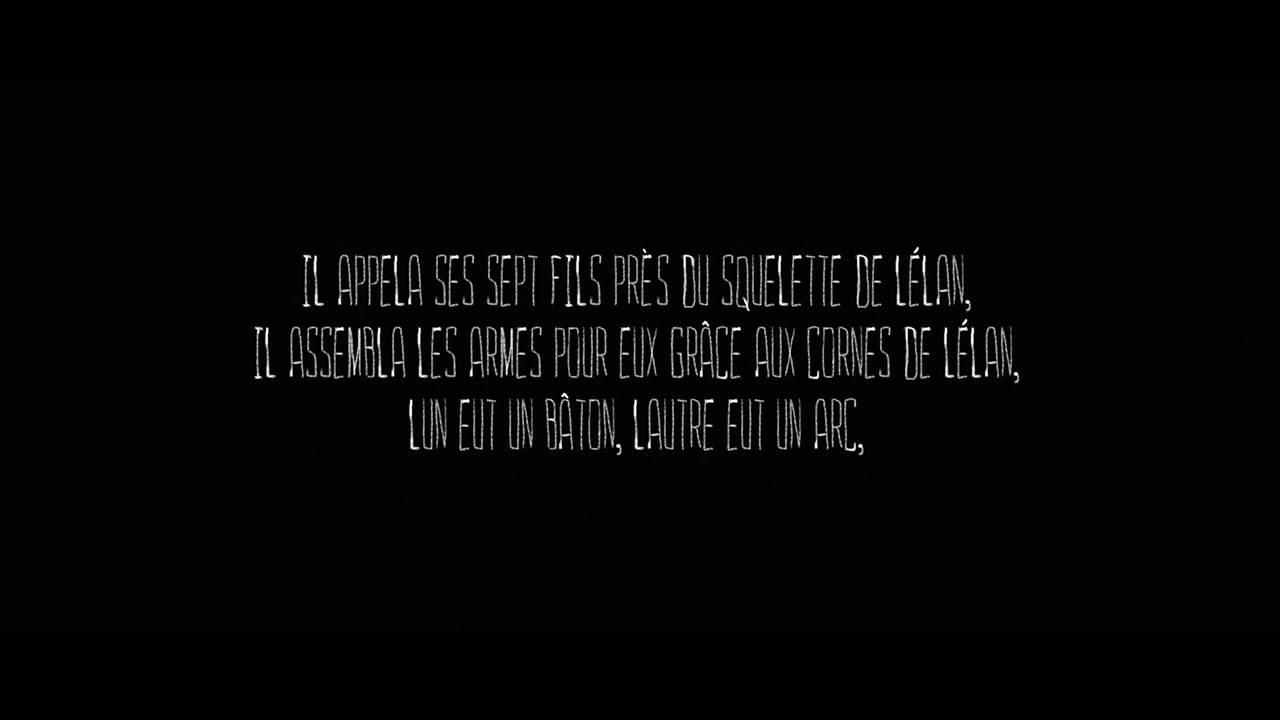 IL APPELA SES SEPT FILS PRÈS DU SQUELETTE DE LÉLAN,
IL ASSEMBLA LES ARMES POUR EUX GRÂCE AUX CORNES DE LÉLAN,
LUN EUT UN BÂTON, LAUTRE EUT UN ARC,